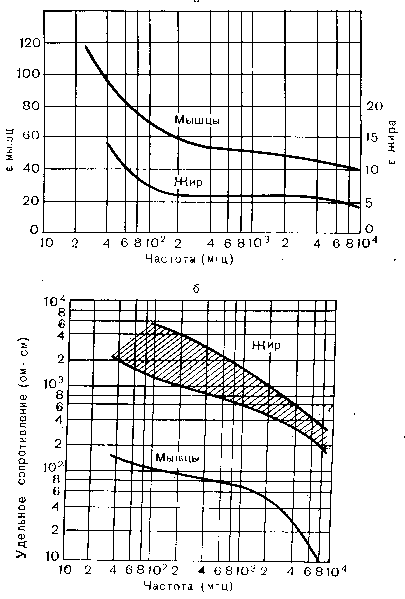 120
100
80
60
40
20
0
ε мышц
20
15
10
5
0
ε жира
Мышцы
Жир
10 2 4 6 8 10² 2 4 6 8 10³ 2 4 6 8 10⁴
Частота (мгц)
б
10⁴
8
6
4
2
10³
8
6
4
2
10²
8
6
4
2
10
Удельное сопротивление (ом·см)
Жир
Мышцы
10 2 4 6 8 10² 2 4 6 8 10³ 2 4 6 8 10⁴
Частота (мгц)